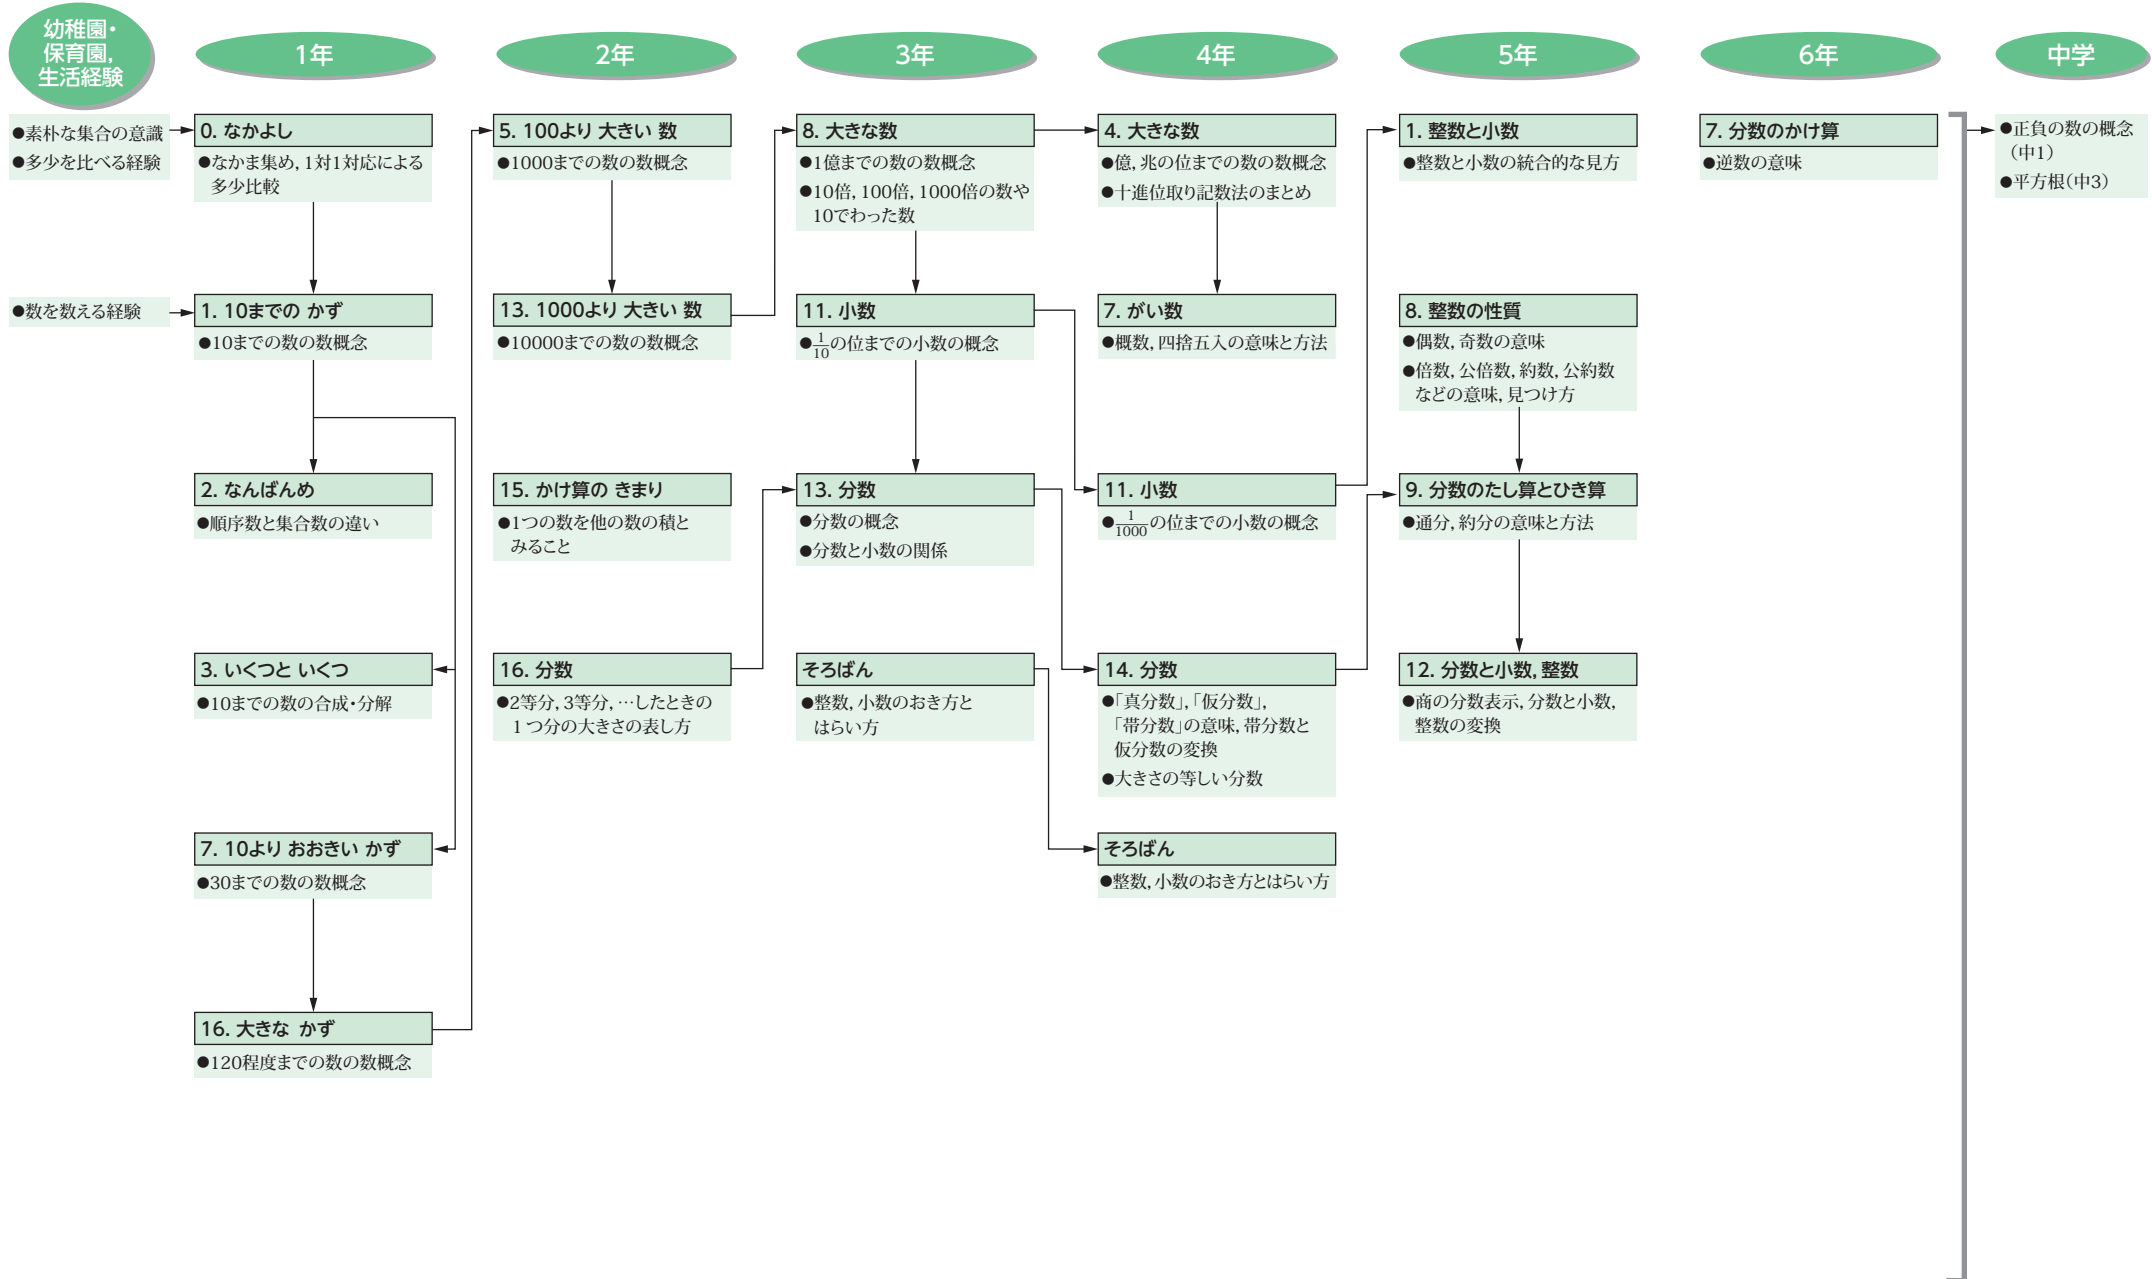 幼稚園・
保育園,
生活経験
1年
2年
3年
4年
5年
6年
中学
●素朴な集合の意識
●多少を比べる経験
●数を数える経験
0. なかよし
●なかま集め, 1対1対応による
多少比較
1. 10までの かず
●10までの数の数概念
2. なんばんめ
●順序数と集合数の違い
3. いくつと いくつ
●10までの数の合成・分解
7. 10より おおきい かず
●30までの数の数概念
16. 大きな かず
●120程度までの数の数概念
5. 100より 大きい 数
●1000までの数の数概念
13. 1000より 大きい 数
●10000までの数の数概念
15. かけ算の きまり
●1つの数を他の数の積と
みること
16. 分数
●2等分, 3等分, …したときの
1つ分の大きさの表し方
8. 大きな数
●1億までの数の数概念
●10倍, 100倍, 1000倍の数や
10でわった数
11. 小数
●1/10の位までの小数の概念
13. 分数
●分数の概念
●分数と小数の関係
そろばん
●整数, 小数のおき方と
はらい方
4. 大きな数
●億, 兆の位までの数の数概念
●十進位取り記数法のまとめ
7. がい数
●概数, 四捨五入の意味と方法
11. 小数
●1/1000の位までの小数の概念
14. 分数
●「真分数」,「仮分数」,
「帯分数」の意味, 帯分数と
仮分数の変換
●大きさの等しい分数
そろばん
●整数, 小数のおき方とはらい方
1. 整数と小数
●整数と小数の統合的な見方
8. 整数の性質
●偶数, 奇数の意味
●倍数, 公倍数, 約数, 公約数
などの意味, 見つけ方
9. 分数のたし算とひき算
●通分, 約分の意味と方法
12. 分数と小数, 整数
●商の分数表示, 分数と小数,
整数の変換
7. 分数のかけ算
●逆数の意味
●正負の数の概念
(中1)
●平方根(中3)